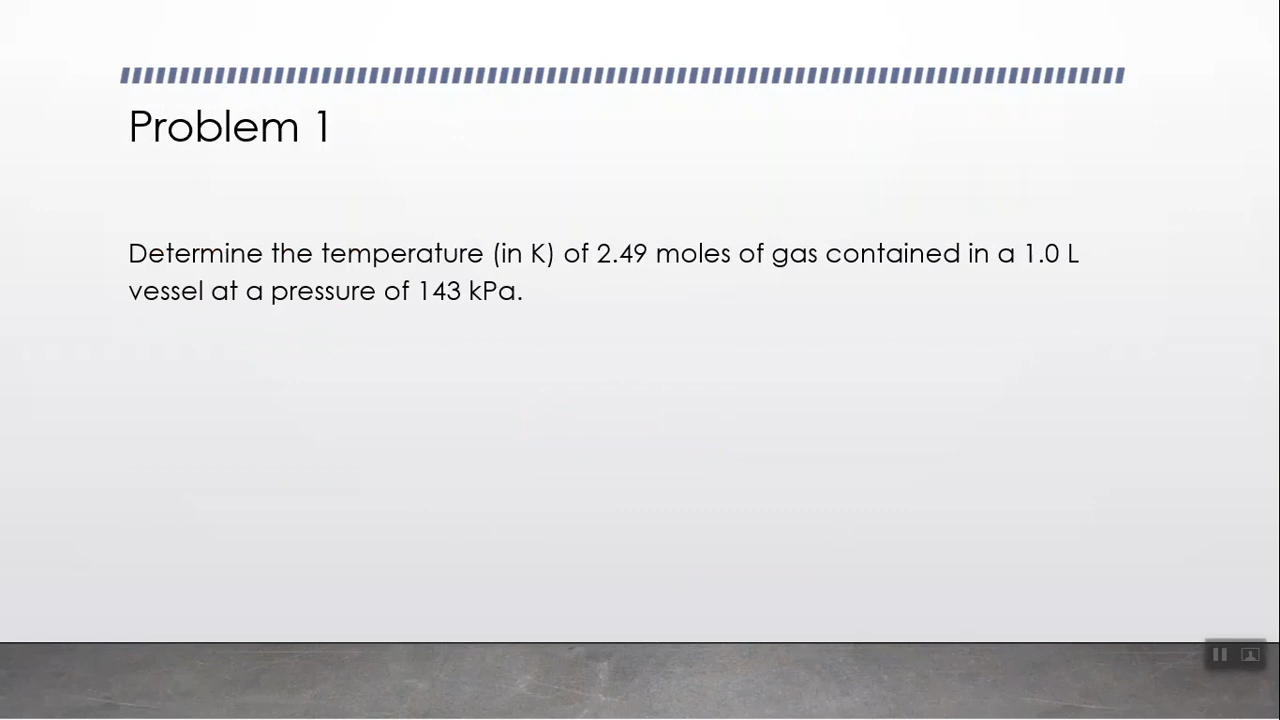 Problem 1
Determine the temperature (in K) of 2.49 moles of gas contained in a 1.0 L
vessel at a pressure of 143 kPa.